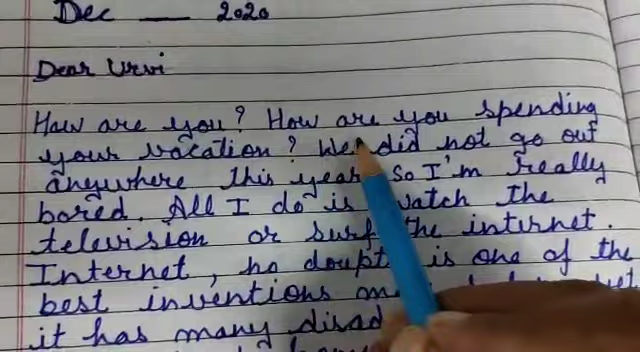 Dec ___ 2020
Dear Urvi
How are you? How are you spending
your vacation? We did not go out
anywhere this year so I'm really
bored. All I do is watch the
television or surf the internet.
Internet, no doubt is one of the
best inventions
it has many